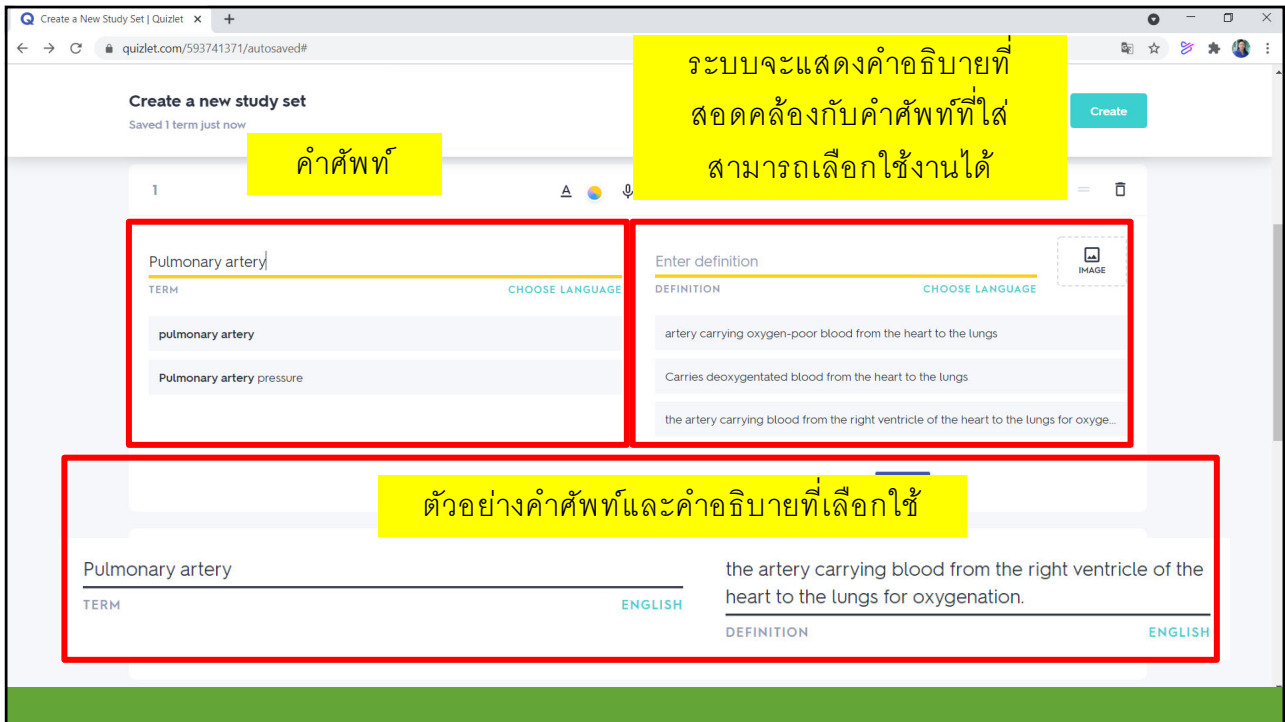 Create a New Study Set | Quizlet
quizlet.com/593741371/autosaved#
ระบบจะแสดงคำอธิบายที่
สอดคล้องกับคำศัพท์ที่ใส่
สามารถเลือกใช้งานได้
Create a new study set
Saved 1 term just now
Create
คำศัพท์
1
Pulmonary artery
TERM
CHOOSE LANGUAGE
pulmonary artery
Pulmonary artery pressure
Enter definition
IMAGE
DEFINITION
CHOOSE LANGUAGE
artery carrying oxygen-poor blood from the heart to the lungs
Carries deoxygentated blood from the heart to the lungs
the artery carrying blood from the right ventricle of the heart to the lungs for oxyge...
ตัวอย่างคำศัพท์และคำอธิบายที่เลือกใช้
Pulmonary artery
TERM
ENGLISH
the artery carrying blood from the right ventricle of the
heart to the lungs for oxygenation.
DEFINITION
ENGLISH